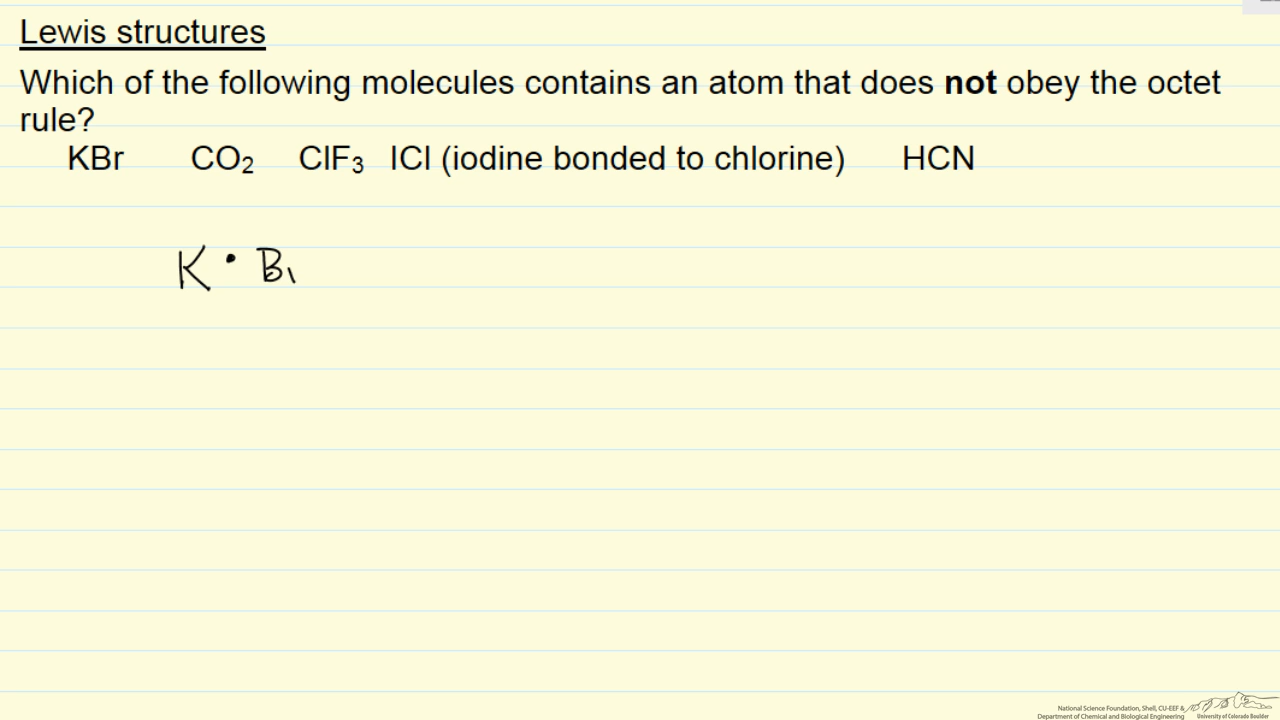 Lewis structures
Which of the following molecules contains an atom that does not obey the octet
rule?
KBr CO₂ ClF₃ ICl (iodine bonded to chlorine) HCN
K · Bı
National Science Foundation, Shell, CU-EEF &
Department of Chemical and Biological Engineering University of Colorado Boulder